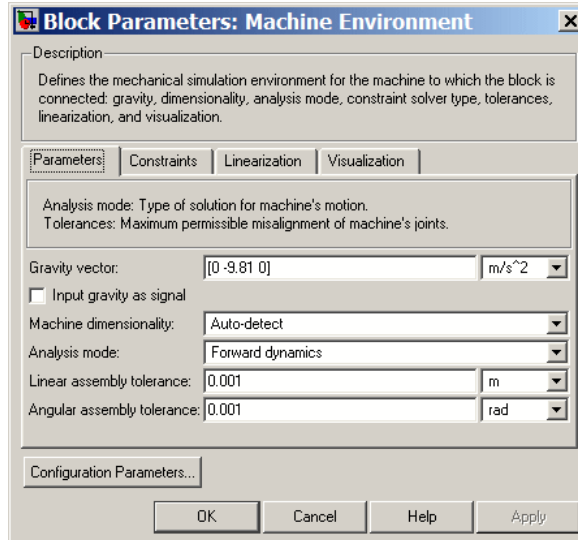 Block Parameters: Machine Environment
Description
Defines the mechanical simulation environment for the machine to which the block is
connected: gravity, dimensionality, analysis mode, constraint solver type, tolerances,
linearization, and visualization.
Parameters Constraints Linearization Visualization
Analysis mode: Type of solution for machine's motion.
Tolerances: Maximum permissible misalignment of machine's joints.
Gravity vector: [0 -9.81 0] m/s^2
Input gravity as signal
Machine dimensionality: Auto-detect
Analysis mode: Forward dynamics
Linear assembly tolerance: 0.001 m
Angular assembly tolerance: 0.001 rad
Configuration Parameters...
OK Cancel Help Apply